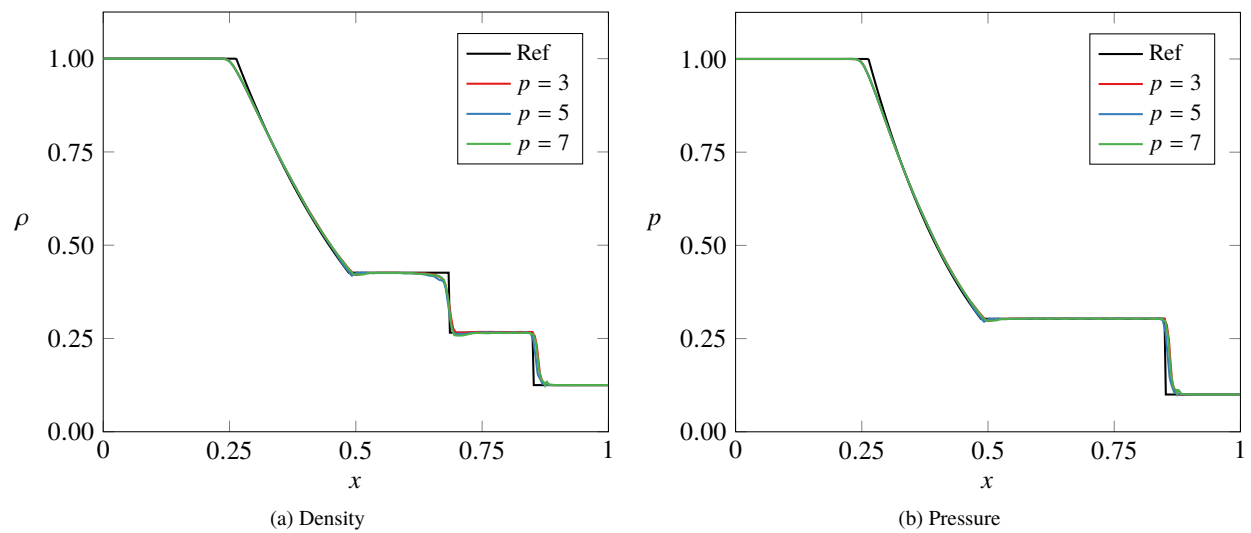 1.00
0.75
ρ
0.50
0.25
0.00
0
0.25
0.5
0.75
1
x
Ref
p = 3
p = 5
p = 7
(a) Density
1.00
0.75
p
0.50
0.25
0.00
0
0.25
0.5
0.75
1
x
Ref
p = 3
p = 5
p = 7
(b) Pressure